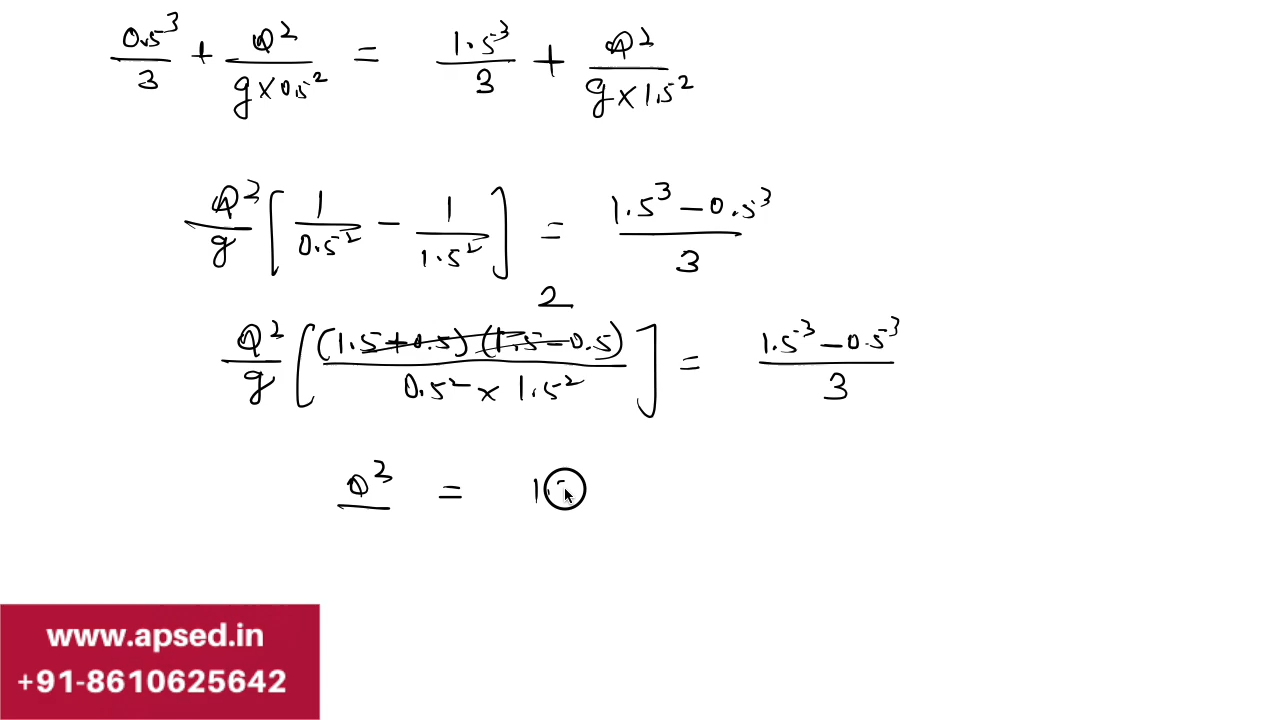 0.5³/3 + Q²/(g×0.5²) = 1.5³/3 + Q²/(g×1.5²)
Q²/g [1/0.5² − 1/1.5²] = (1.5³ − 0.5³)/3
2
Q²/g [(1.5+0.5)(1.5−0.5)/(0.5² × 1.5²)] = (1.5³ − 0.5³)/3
Q² = 1.
www.apsed.in
+91-8610625642